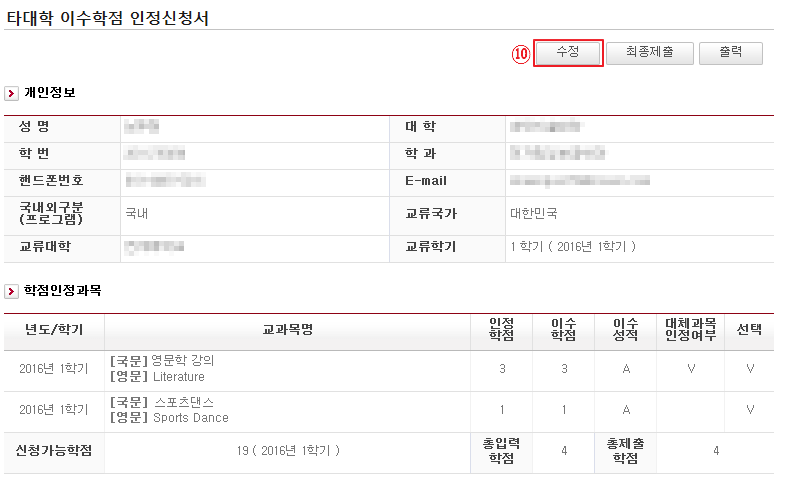 타대학 이수학점 인정신청서
⑩ 수정 최종제출 출력
개인정보
성 명 대 학
학 번 학 과
핸드폰번호 E-mail
국내외구분
(프로그램) 국내 교류국가 대한민국
교류대학 교류학기 1 학기 ( 2016년 1학기 )
학점인정과목
년도/학기 교과목명 인정
학점 이수
학점 이수
성적 대체과목
인정여부 선택
2016년 1학기 [국문] 영문학 강의
[영문] Literature 3 3 A V V
2016년 1학기 [국문] 스포츠댄스
[영문] Sports Dance 1 1 A V
신청가능학점 19 ( 2016년 1학기 ) 총입력
학점 4 총제출
학점 4